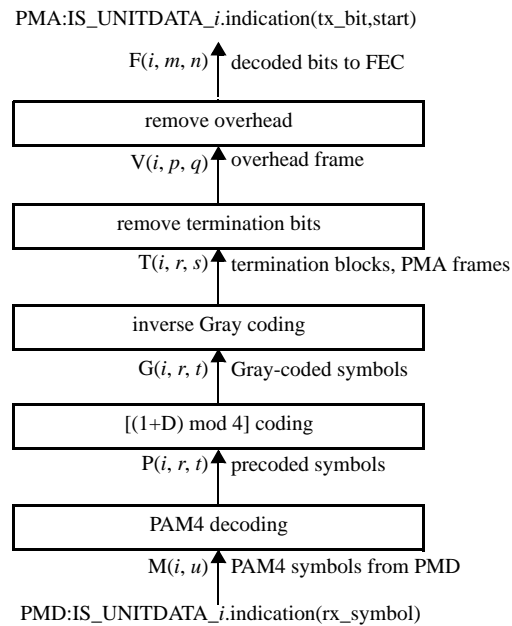 PMA:IS_UNITDATA_i.indication(tx_bit,start)
F(i, m, n) decoded bits to FEC
remove overhead
V(i, p, q) overhead frame
remove termination bits
T(i, r, s) termination blocks, PMA frames
inverse Gray coding
G(i, r, t) Gray-coded symbols
[(1+D) mod 4] coding
P(i, r, t) precoded symbols
PAM4 decoding
M(i, u) PAM4 symbols from PMD
PMD:IS_UNITDATA_i.indication(rx_symbol)